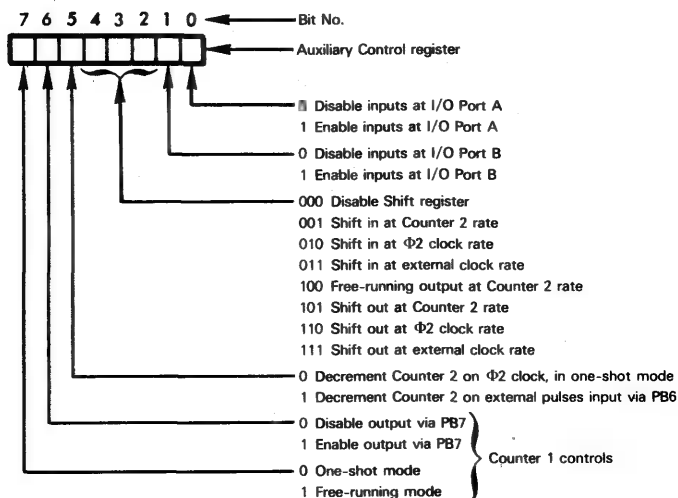 7 6 5 4 3 2 1 0
Bit No.
Auxiliary Control register
Disable inputs at I/O Port A
1 Enable inputs at I/O Port A
0 Disable inputs at I/O Port B
1 Enable inputs at I/O Port B
000 Disable Shift register
001 Shift in at Counter 2 rate
010 Shift in at Φ2 clock rate
011 Shift in at external clock rate
100 Free-running output at Counter 2 rate
101 Shift out at Counter 2 rate
110 Shift out at Φ2 clock rate
111 Shift out at external clock rate
0 Decrement Counter 2 on Φ2 clock, in one-shot mode
1 Decrement Counter 2 on external pulses input via PB6
0 Disable output via PB7
1 Enable output via PB7
Counter 1 controls
0 One-shot mode
1 Free-running mode